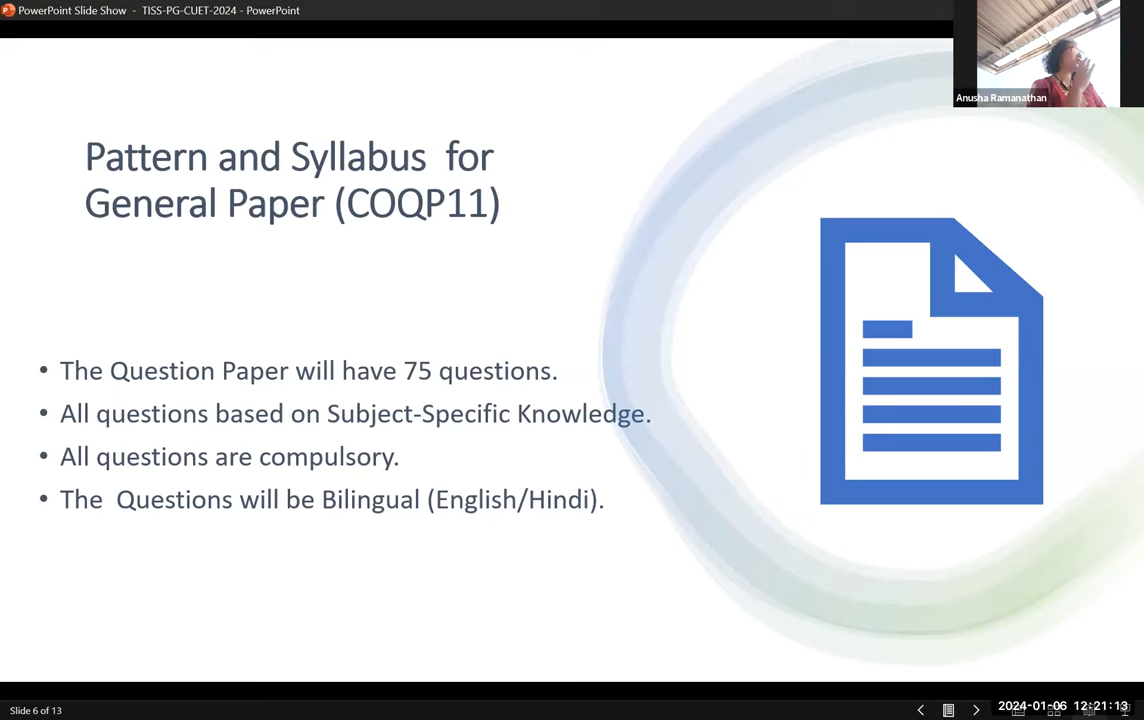 PowerPoint Slide Show - TISS-PG-CUET-2024 - PowerPoint
Anusha Ramanathan
Pattern and Syllabus for
General Paper (COQP11)
• The Question Paper will have 75 questions.
• All questions based on Subject-Specific Knowledge.
• All questions are compulsory.
• The Questions will be Bilingual (English/Hindi).
Slide 6 of 13
2024-01-06 12:21:13